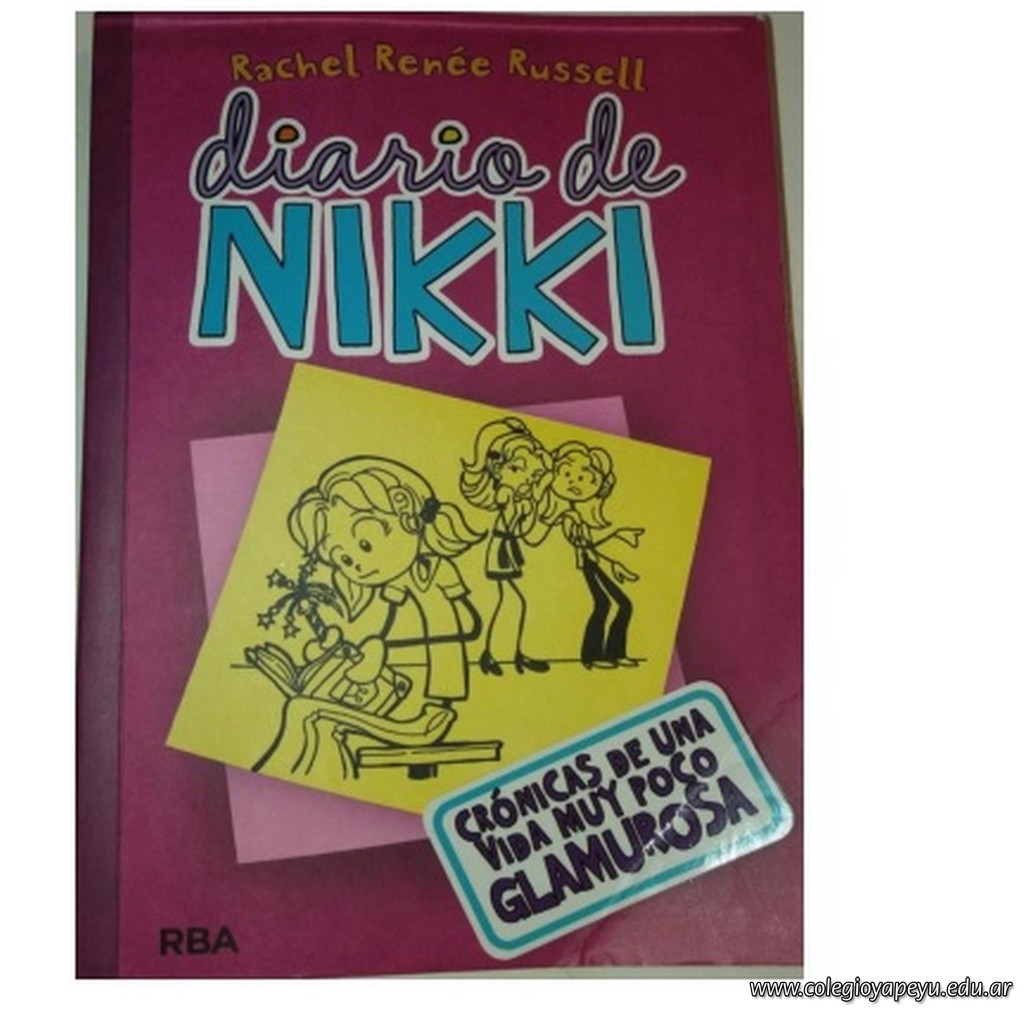 Rachel Renée Russell
diario de
NIKKI
CRÓNICAS DE UNA
VIDA MUY POCO
GLAMUROSA
RBA
www.colegioyapeyu.edu.ar